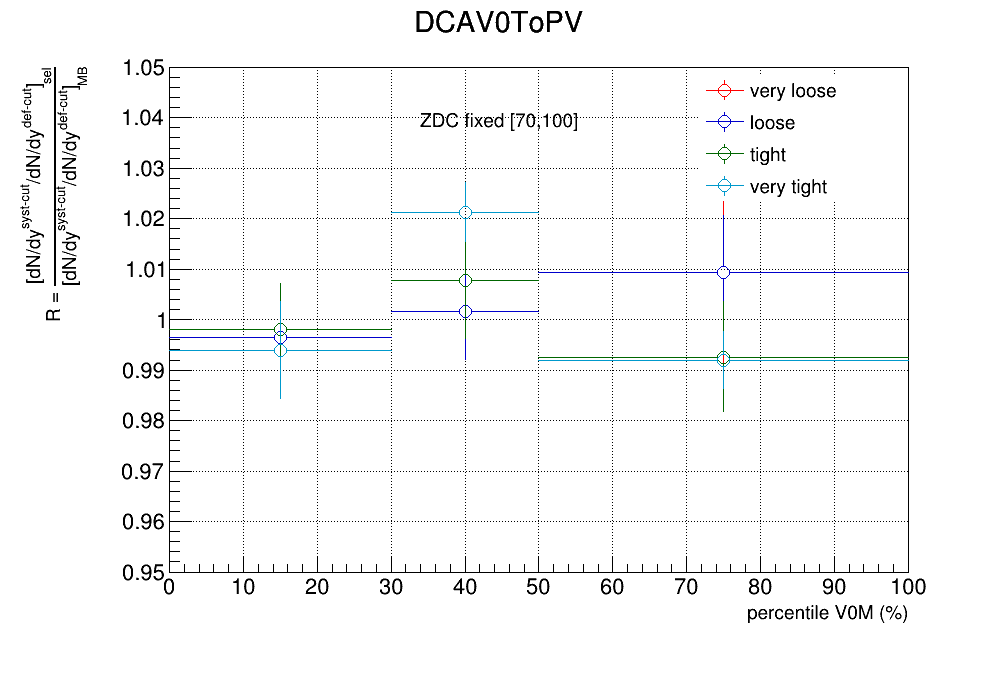 DCAV0ToPV
R = [dN/dy^syst-cut/dN/dy^def-cut]_sel
[dN/dy^syst-cut/dN/dy^def-cut]_MB
1.05
1.04
1.03
1.02
1.01
1
0.99
0.98
0.97
0.96
0.95
ZDC fixed [70,100]
very loose
loose
tight
very tight
0 10 20 30 40 50 60 70 80 90 100
percentile V0M (%)